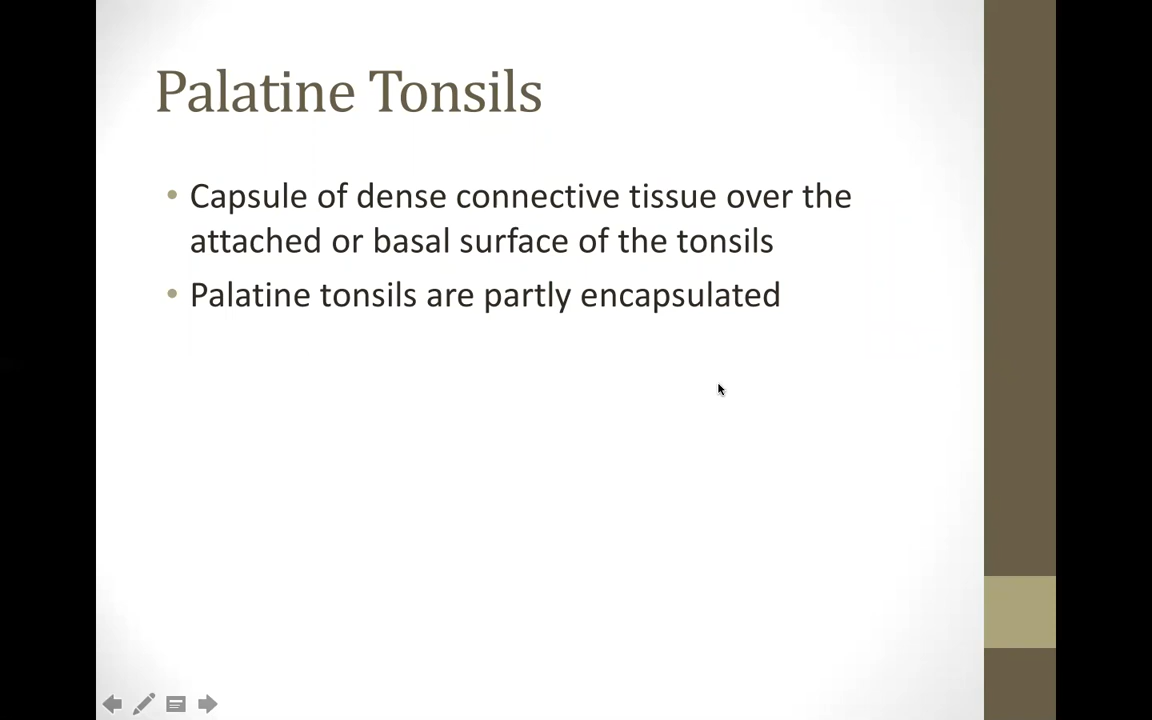 Palatine Tonsils
• Capsule of dense connective tissue over the
attached or basal surface of the tonsils
• Palatine tonsils are partly encapsulated